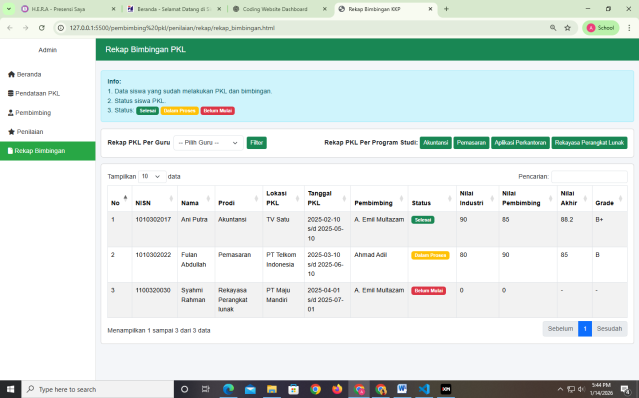 H.E.R.A - Presensi Saya
Beranda - Selamat Datang di Si
Coding Website Dashboard
Rekap Bimbingan KKP
127.0.0.1:5500/pembimbing%20pkl/penilaian/rekap/rekap_bimbingan.html
School
Admin
Rekap Bimbingan PKL
Beranda
Pendataan PKL
Pembimbing
Penilaian
Rekap Bimbingan
Info:
1. Data siswa yang sudah melakukan PKL dan bimbingan.
2. Status siswa PKL.
3. Status: Selesai Dalam Proses Belum Mulai
Rekap PKL Per Guru -- Pilih Guru -- Filter
Rekap PKL Per Program Studi: Akuntansi Pemasaran Aplikasi Perkantoran Rekayasa Perangkat Lunak
Tampilkan 10 data
Pencarian:
No NISN Nama Prodi Lokasi PKL Tanggal PKL Pembimbing Status Nilai Industri Nilai Pembimbing Nilai Akhir Grade
1 1010302017 Ani Putra Akuntansi TV Satu 2025-02-10 s/d 2025-05-10 A. Emil Multazam Selesai 90 85 88.2 B+
2 1010302022 Fulan Abdullah Pemasaran PT Telkom Indonesia 2025-03-10 s/d 2025-06-10 Ahmad Adil Dalam Proses 80 90 85 B
3 1100320030 Syahmi Rahman Rekayasa Perangkat lunak PT Maju Mandiri 2025-04-01 s/d 2025-07-01 A. Emil Multazam Belum Mulai 0 0 - -
Menampilkan 1 sampai 3 dari 3 data
Sebelum 1 Sesudah
Type here to search
5:44 PM
1/14/2026